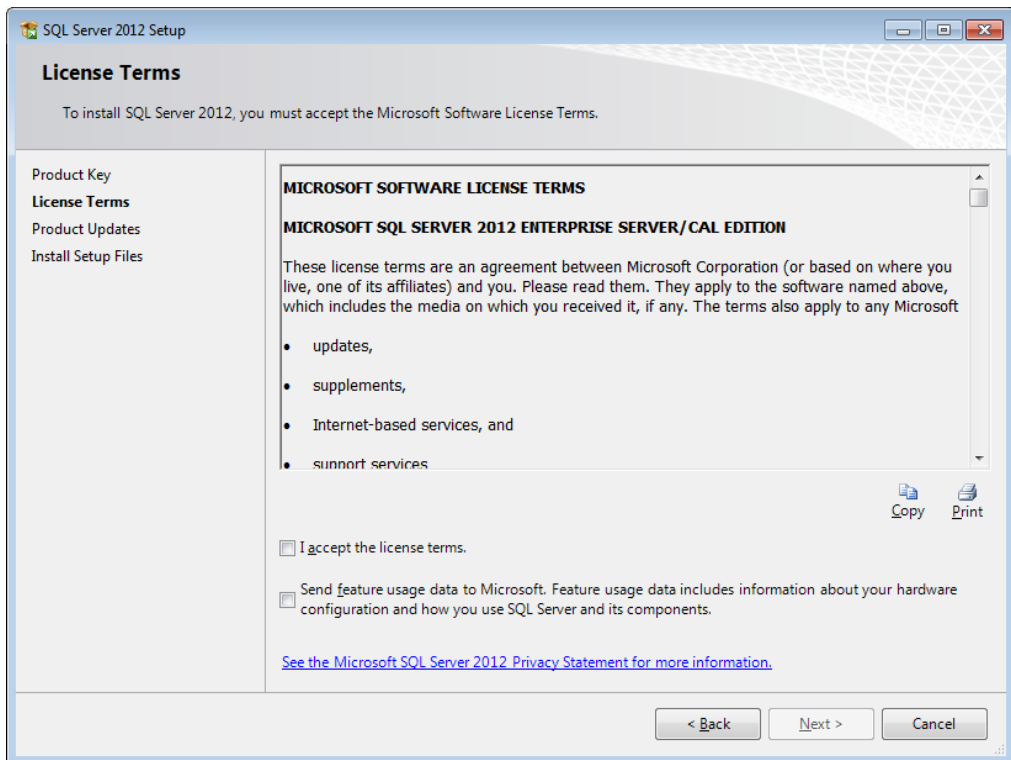 SQL Server 2012 Setup
License Terms
To install SQL Server 2012, you must accept the Microsoft Software License Terms.
Product Key
License Terms
Product Updates
Install Setup Files
MICROSOFT SOFTWARE LICENSE TERMS
MICROSOFT SQL SERVER 2012 ENTERPRISE SERVER/CAL EDITION
These license terms are an agreement between Microsoft Corporation (or based on where you
live, one of its affiliates) and you. Please read them. They apply to the software named above,
which includes the media on which you received it, if any. The terms also apply to any Microsoft
• updates,
• supplements,
• Internet-based services, and
• support services
Copy
Print
I accept the license terms.
Send feature usage data to Microsoft. Feature usage data includes information about your hardware
configuration and how you use SQL Server and its components.
See the Microsoft SQL Server 2012 Privacy Statement for more information.
< Back
Next >
Cancel